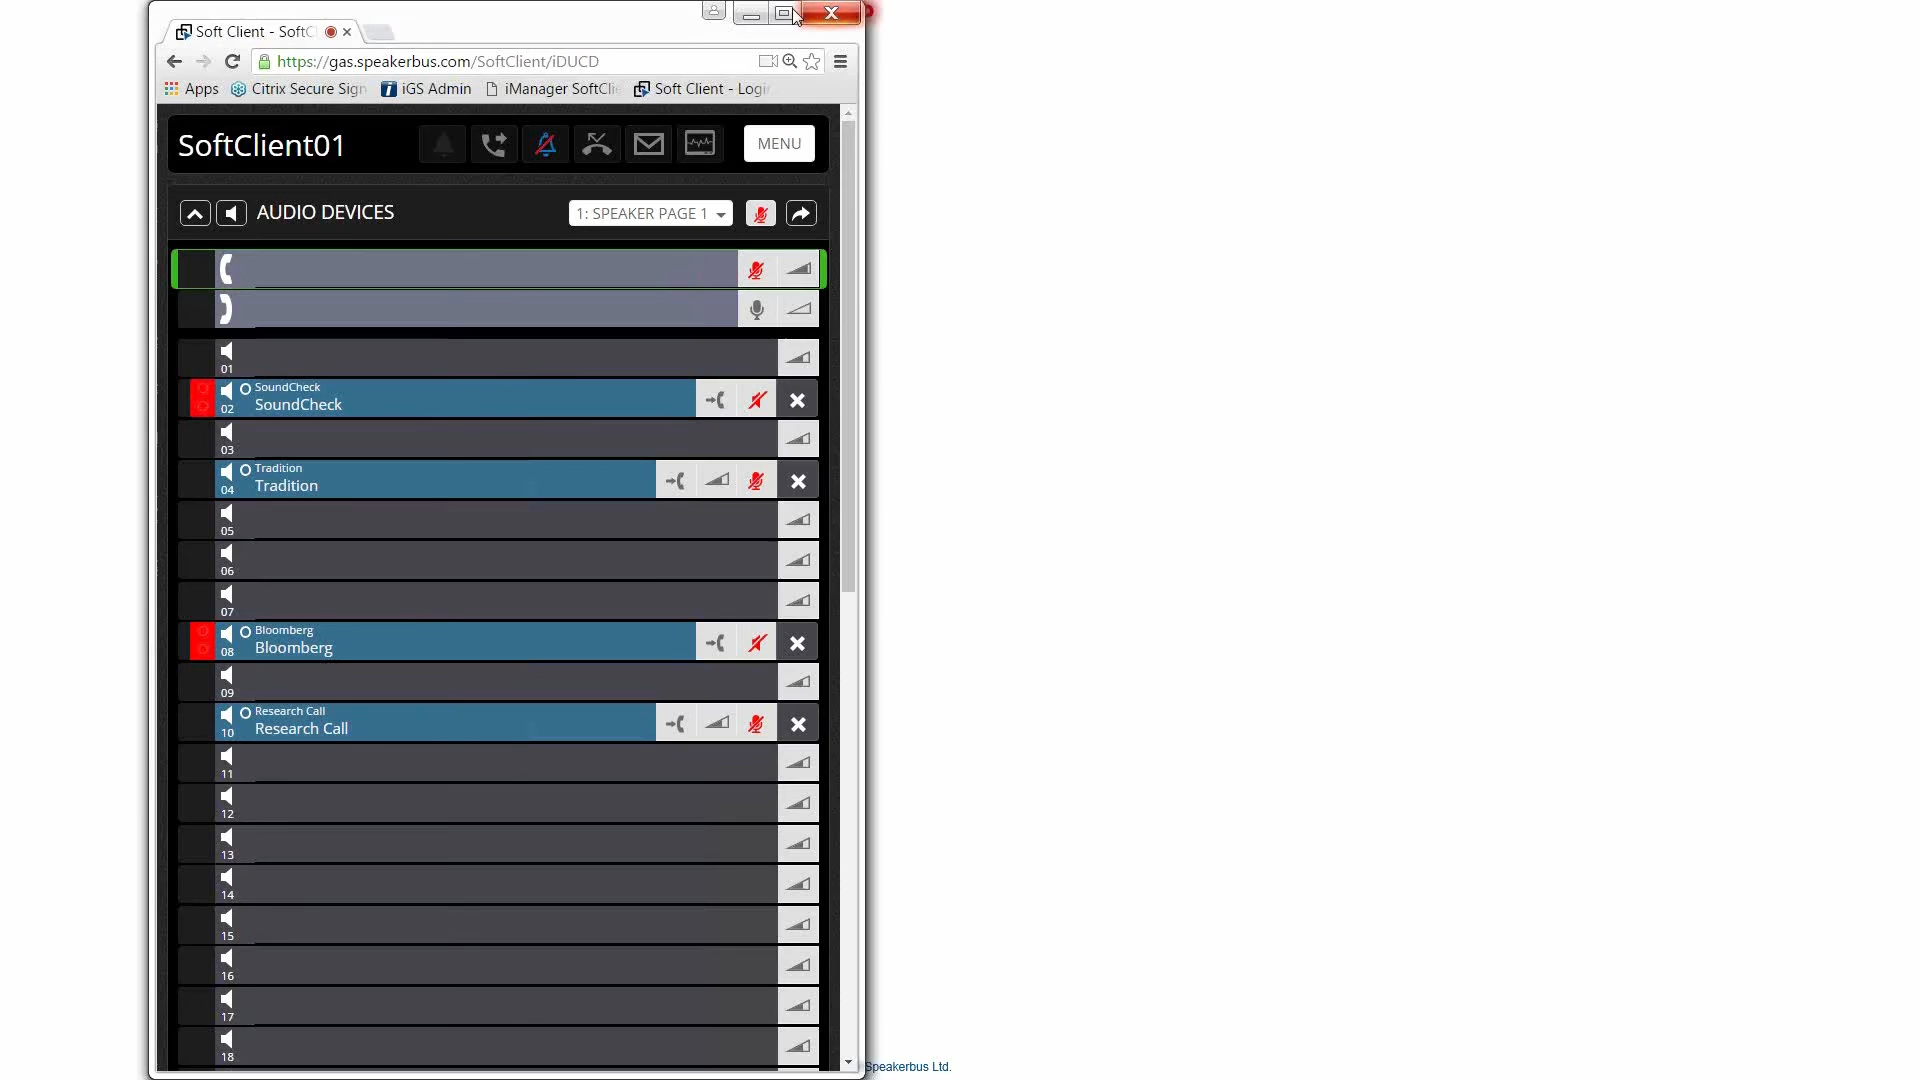 Soft Client - SoftC
https://gas.speakerbus.com/SoftClient/iDUCD
Apps
Citrix Secure Sign
iGS Admin
iManager SoftClie
Soft Client - Login
SoftClient01
MENU
AUDIO DEVICES
1: SPEAKER PAGE 1
01
SoundCheck
SoundCheck
02
03
Tradition
Tradition
04
05
06
07
Bloomberg
Bloomberg
08
09
Research Call
Research Call
10
11
12
13
14
15
16
17
18
Speakerbus Ltd.